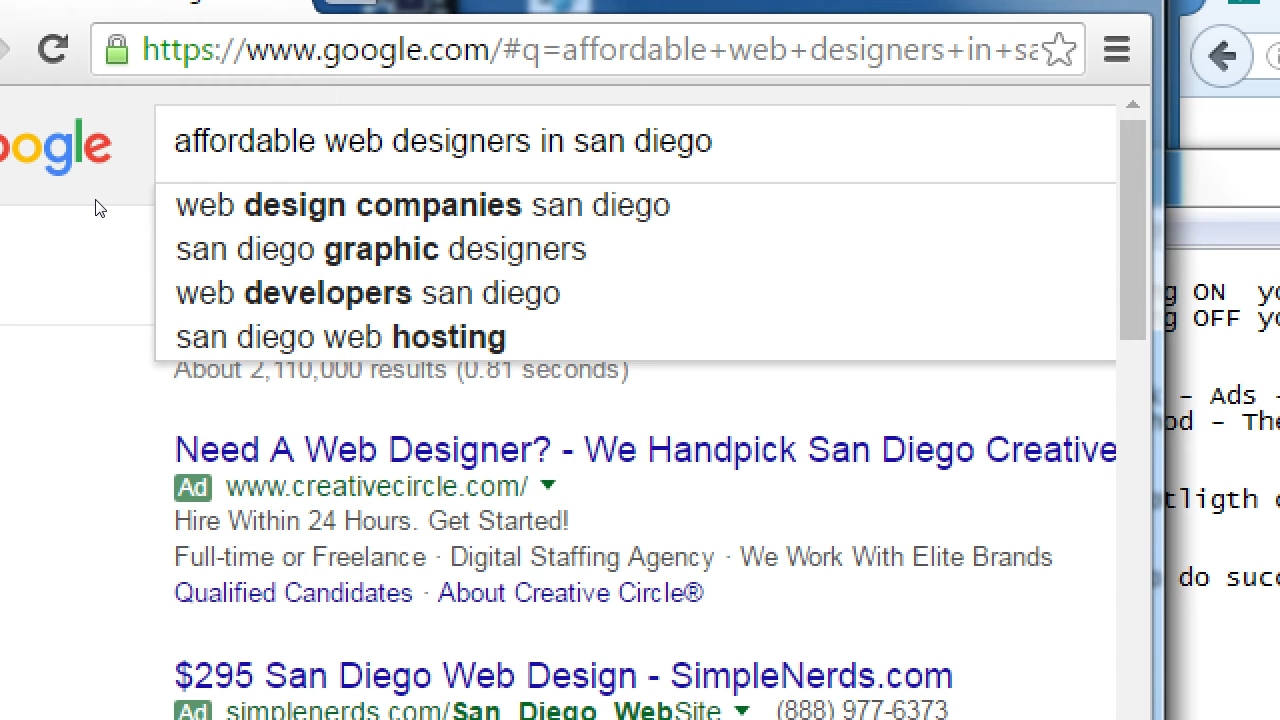 https://www.google.com/#q=affordable+web+designers+in+sa
oogle
affordable web designers in san diego
web design companies san diego
san diego graphic designers
web developers san diego
san diego web hosting
About 2,110,000 results (0.81 seconds)
Need A Web Designer? - We Handpick San Diego Creative
Ad www.creativecircle.com/
Hire Within 24 Hours. Get Started!
Full-time or Freelance · Digital Staffing Agency · We Work With Elite Brands
Qualified Candidates · About Creative Circle®
$295 San Diego Web Design - SimpleNerds.com
Ad simplenerds.com/San_Diego_WebSite (888) 977-6373
g ON yo
g OFF yo
- Ads -
od - The
tligth
do succ